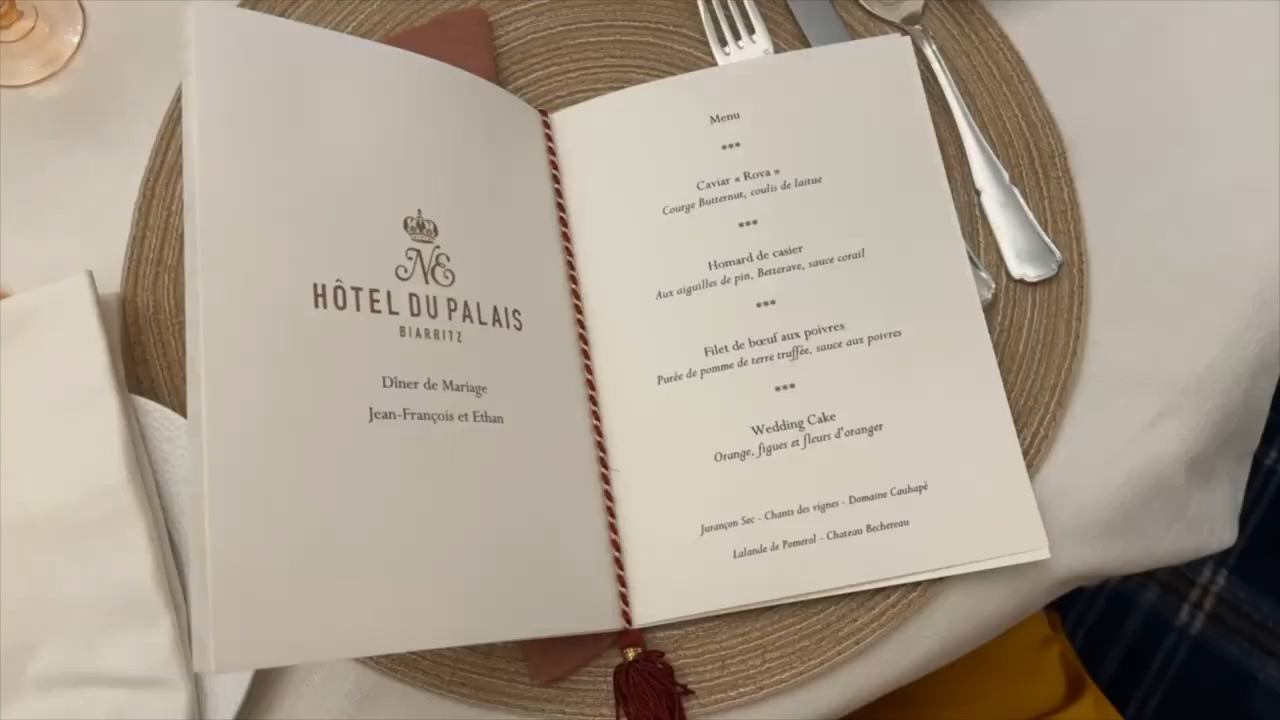 NE
HÔTEL DU PALAIS
BIARRITZ
Dîner de Mariage
Jean-François et Ethan
Menu
***
Caviar « Rova »
Courge Butternut, coulis de laitue
***
Homard de casier
Aux aiguilles de pin, Betterave, sauce corail
***
Filet de bœuf aux poivres
Purée de pomme de terre truffée, sauce aux poivres
***
Wedding Cake
Orange, figues et fleurs d'oranger
Jurançon Sec - Chants des vignes - Domaine Cauhapé
Lalande de Pomerol - Chateau Bechereau